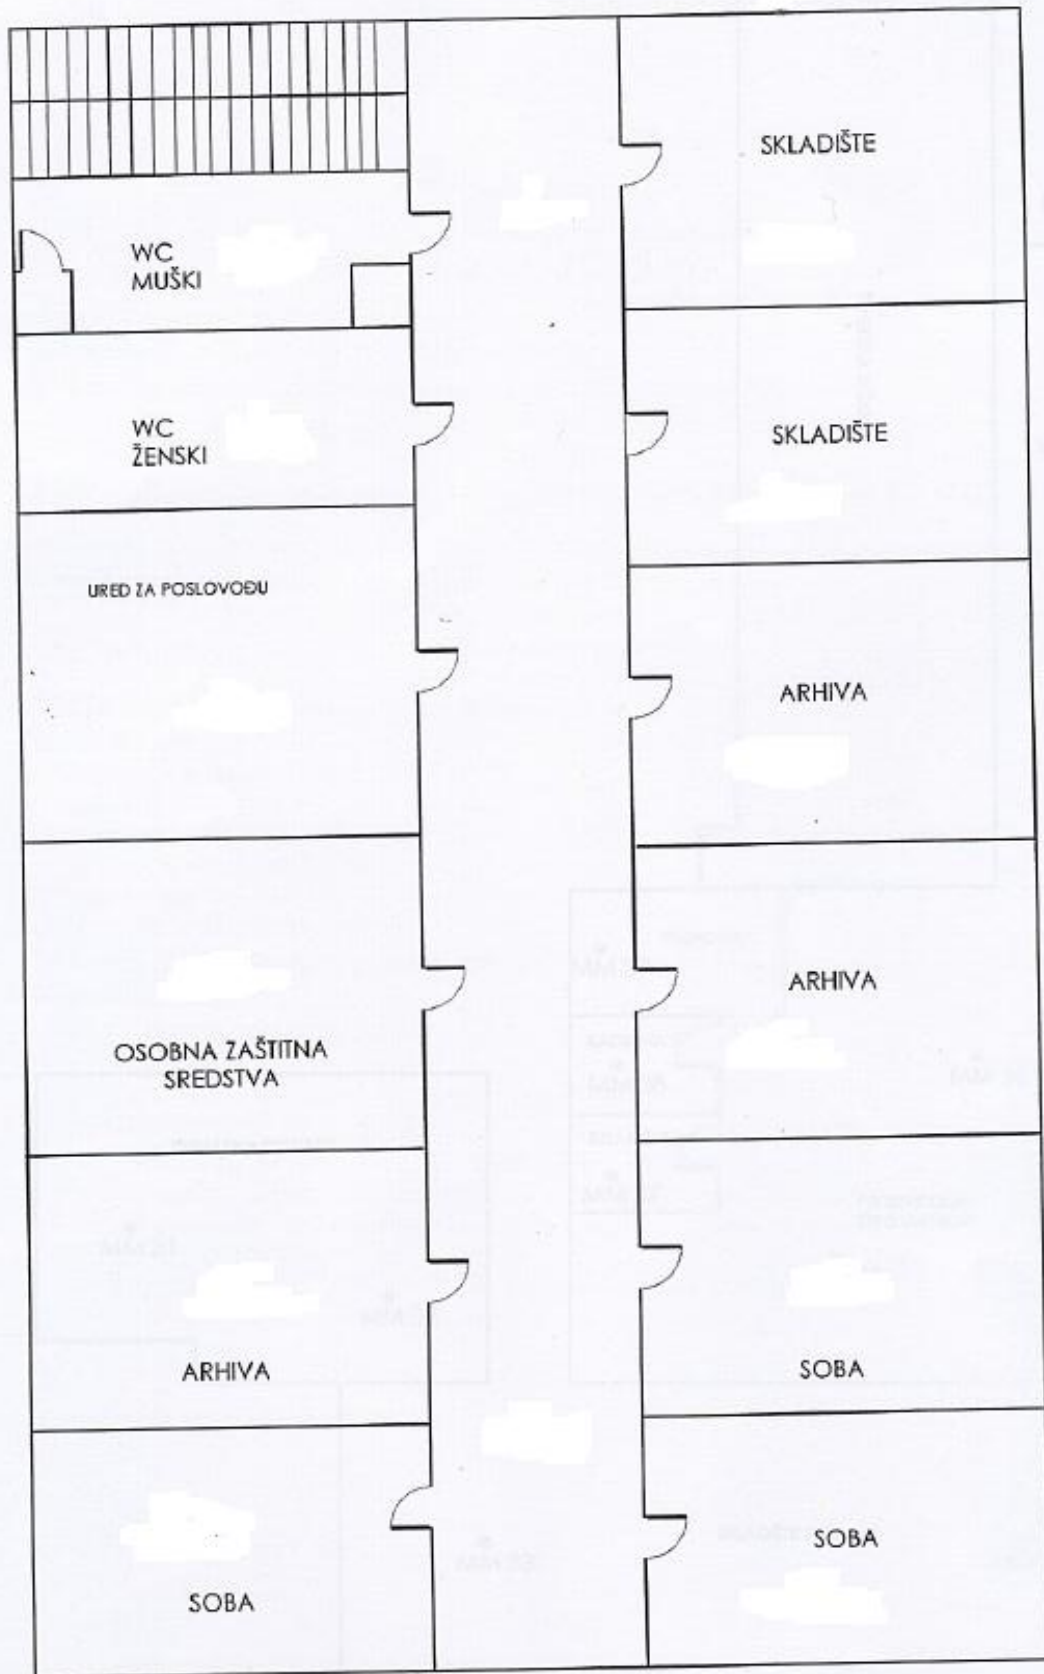 SKLADIŠTE
WC
MUŠKI
WC
ŽENSKI
SKLADIŠTE
URED ZA POSLOVOĐU
ARHIVA
ARHIVA
OSOBNA ZAŠTITNA
SREDSTVA
ARHIVA
SOBA
SOBA
SOBA